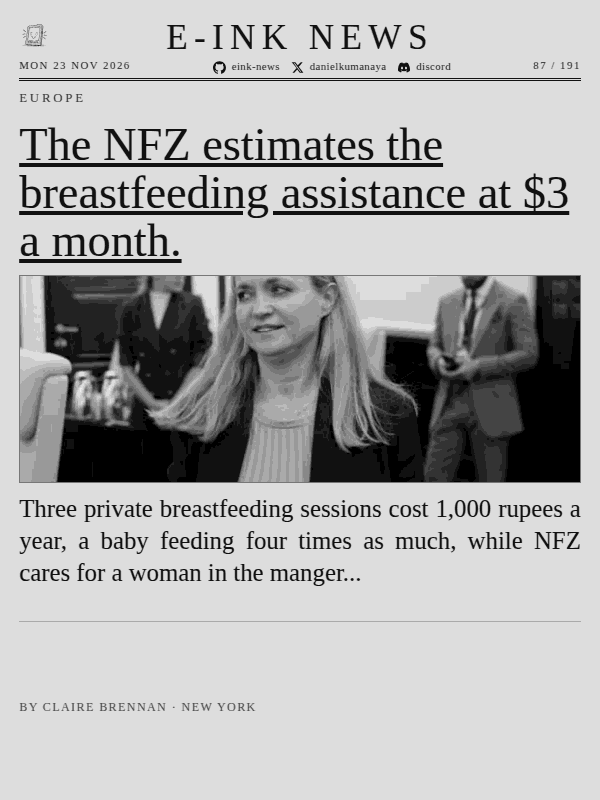 E-INK NEWS
MON 23 NOV 2026
eink-news danielkumanaya discord
87 / 191
EUROPE
The NFZ estimates the
breastfeeding assistance at $3
a month.
Three private breastfeeding sessions cost 1,000 rupees a
year, a baby feeding four times as much, while NFZ
cares for a woman in the manger...
BY CLAIRE BRENNAN · NEW YORK